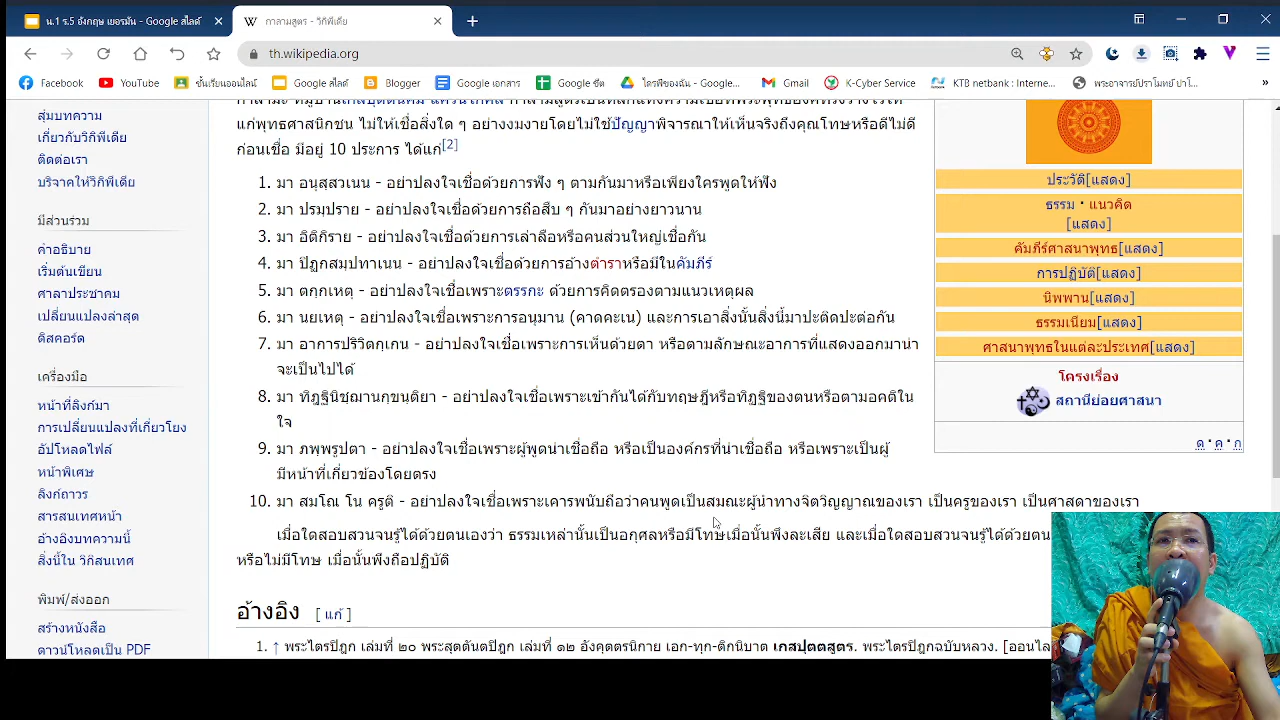 น.1 ร.5 อังกฤษ เยอรมัน - Google สไลด์
กาลามสูตร - วิกิพีเดีย
th.wikipedia.org
Facebook YouTube ชั้นเรียนออนไลน์ Google สไลด์ Blogger Google เอกสาร Google ชีต ไดรฟ์ของฉัน - Google... Gmail K-Cyber Service KTB netbank : Interne... พระอาจารย์ปราโมทย์ ปาโ...
สุ่มบทความ
เกี่ยวกับวิกิพีเดีย
ติดต่อเรา
บริจาคให้วิกิพีเดีย
มีส่วนร่วม
คำอธิบาย
เริ่มต้นเขียน
ศาลาประชาคม
เปลี่ยนแปลงล่าสุด
ดิสคอร์ด
เครื่องมือ
หน้าที่ลิงก์มา
การเปลี่ยนแปลงที่เกี่ยวโยง
อัปโหลดไฟล์
หน้าพิเศษ
ลิงก์ถาวร
สารสนเทศหน้า
อ้างอิงบทความนี้
สิ่งนี้ใน วิกิสนเทศ
พิมพ์/ส่งออก
สร้างหนังสือ
ดาวน์โหลดเป็น PDF
แก่พุทธศาสนิกชน ไม่ให้เชื่อสิ่งใด ๆ อย่างงมงายโดยไม่ใช้ปัญญาพิจารณาให้เห็นจริงถึงคุณโทษหรือดีไม่ดี
ก่อนเชื่อ มีอยู่ 10 ประการ ได้แก่[2]
1. มา อนุสฺสวเนน - อย่าปลงใจเชื่อด้วยการฟัง ๆ ตามกันมาหรือเพียงใครพูดให้ฟัง
2. มา ปรมฺปราย - อย่าปลงใจเชื่อด้วยการถือสืบ ๆ กันมาอย่างยาวนาน
3. มา อิติกิราย - อย่าปลงใจเชื่อด้วยการเล่าลือหรือคนส่วนใหญ่เชื่อกัน
4. มา ปิฏกสมฺปทาเนน - อย่าปลงใจเชื่อด้วยการอ้างตำราหรือมีในคัมภีร์
5. มา ตกฺกเหตุ - อย่าปลงใจเชื่อเพราะตรรกะ ด้วยการคิดตรองตามแนวเหตุผล
6. มา นยเหตุ - อย่าปลงใจเชื่อเพราะการอนุมาน (คาดคะเน) และการเอาสิ่งนั้นสิ่งนี้มาปะติดปะต่อกัน
7. มา อาการปริวิตกฺเกน - อย่าปลงใจเชื่อเพราะการเห็นด้วยตา หรือตามลักษณะอาการที่แสดงออกมาน่า
จะเป็นไปได้
8. มา ทิฏฺฐินิชฺฌานกฺขนฺติยา - อย่าปลงใจเชื่อเพราะเข้ากันได้กับทฤษฎีหรือทิฏฐิของตนหรือตามอคติใน
ใจ
9. มา ภพฺพรูปตา - อย่าปลงใจเชื่อเพราะผู้พูดน่าเชื่อถือ หรือเป็นองค์กรที่น่าเชื่อถือ หรือเพราะเป็นผู้
มีหน้าที่เกี่ยวข้องโดยตรง
10. มา สมโณ โน ครูติ - อย่าปลงใจเชื่อเพราะเคารพนับถือว่าคนพูดเป็นสมณะผู้นำทางจิตวิญญาณของเรา เป็นครูของเรา เป็นศาสดาของเรา
เมื่อใดสอบสวนจนรู้ได้ด้วยตนเองว่า ธรรมเหล่านั้นเป็นอกุศลหรือมีโทษเมื่อนั้นพึงละเสีย และเมื่อใดสอบสวนจนรู้ได้ด้วยตน
หรือไม่มีโทษ เมื่อนั้นพึงถือปฏิบัติ
อ้างอิง [ แก้ ]
1. ↑ พระไตรปิฎก เล่มที่ ๒๐ พระสุตตันตปิฎก เล่มที่ ๑๒ อังคุตตรนิกาย เอก-ทุก-ติกนิบาต เกสปุตตสูตร. พระไตรปิฎกฉบับหลวง. [ออนไล
ประวัติ[แสดง]
ธรรม · แนวคิด
[แสดง]
คัมภีร์ศาสนาพุทธ[แสดง]
การปฏิบัติ[แสดง]
นิพพาน[แสดง]
ธรรมเนียม[แสดง]
ศาสนาพุทธในแต่ละประเทศ[แสดง]
โครงเรื่อง
สถานีย่อยศาสนา
ด · ค · ก